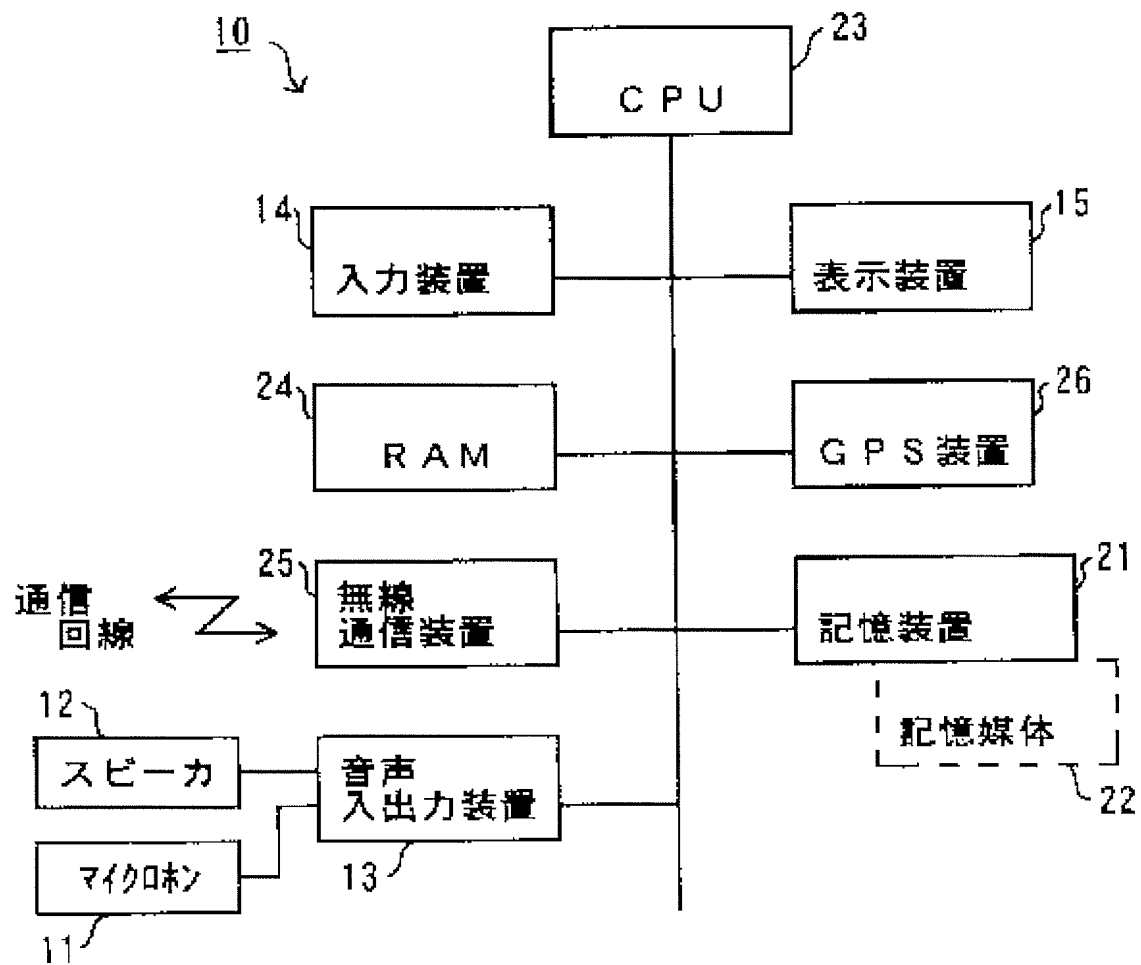 10
23
CPU
14
入力装置
15
表示装置
24
RAM
26
GPS装置
通信
回線
25
無線
通信装置
21
記憶装置
記憶媒体
22
12
スピーカ
音声
入出力装置
13
マイクロホン
11